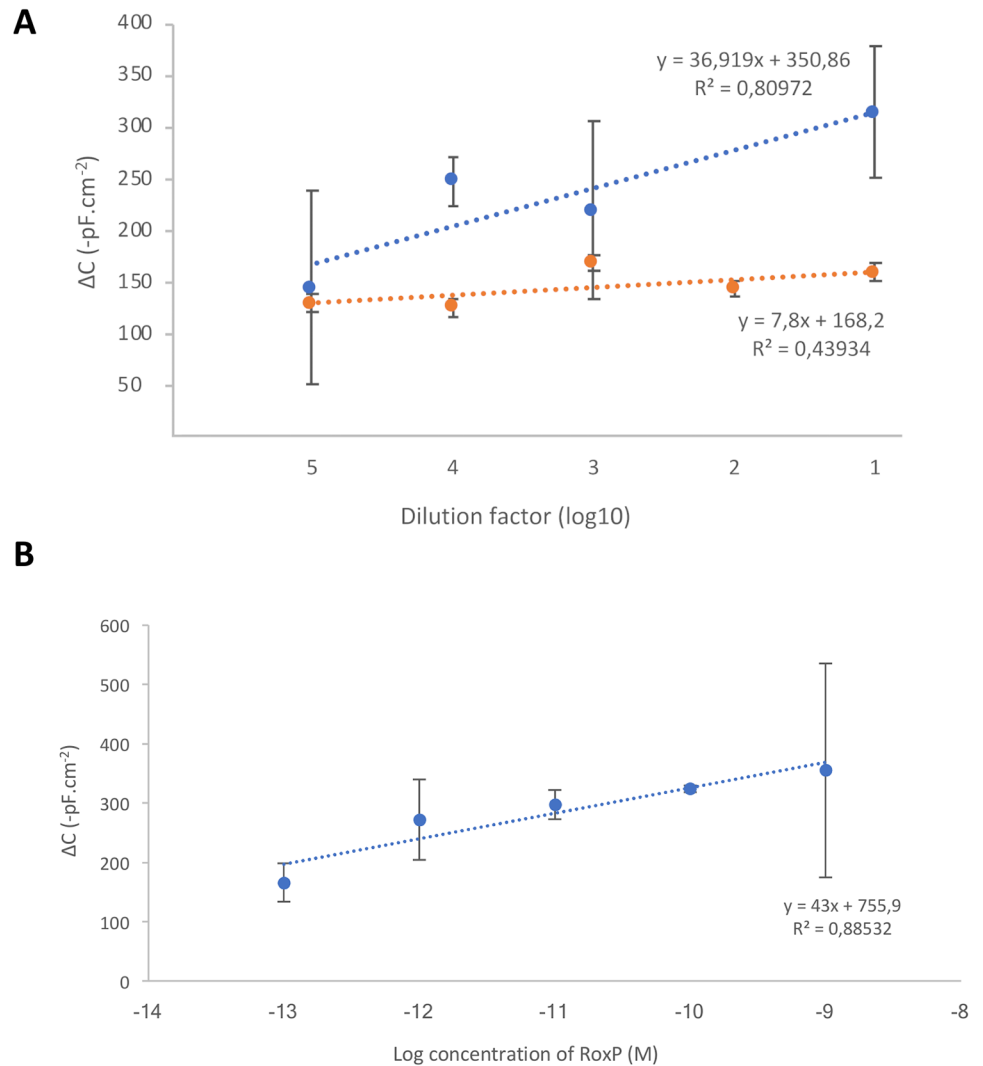 A
400
350
300
250
200
150
100
50
ΔC (-pF.cm-2)
y = 36,919x + 350,86
R² = 0,80972
y = 7,8x + 168,2
R² = 0,43934
5 4 3 2 1
Dilution factor (log10)
B
600
500
400
300
200
100
0
ΔC (-pF.cm-2)
y = 43x + 755,9
R² = 0,88532
-14 -13 -12 -11 -10 -9 -8
Log concentration of RoxP (M)